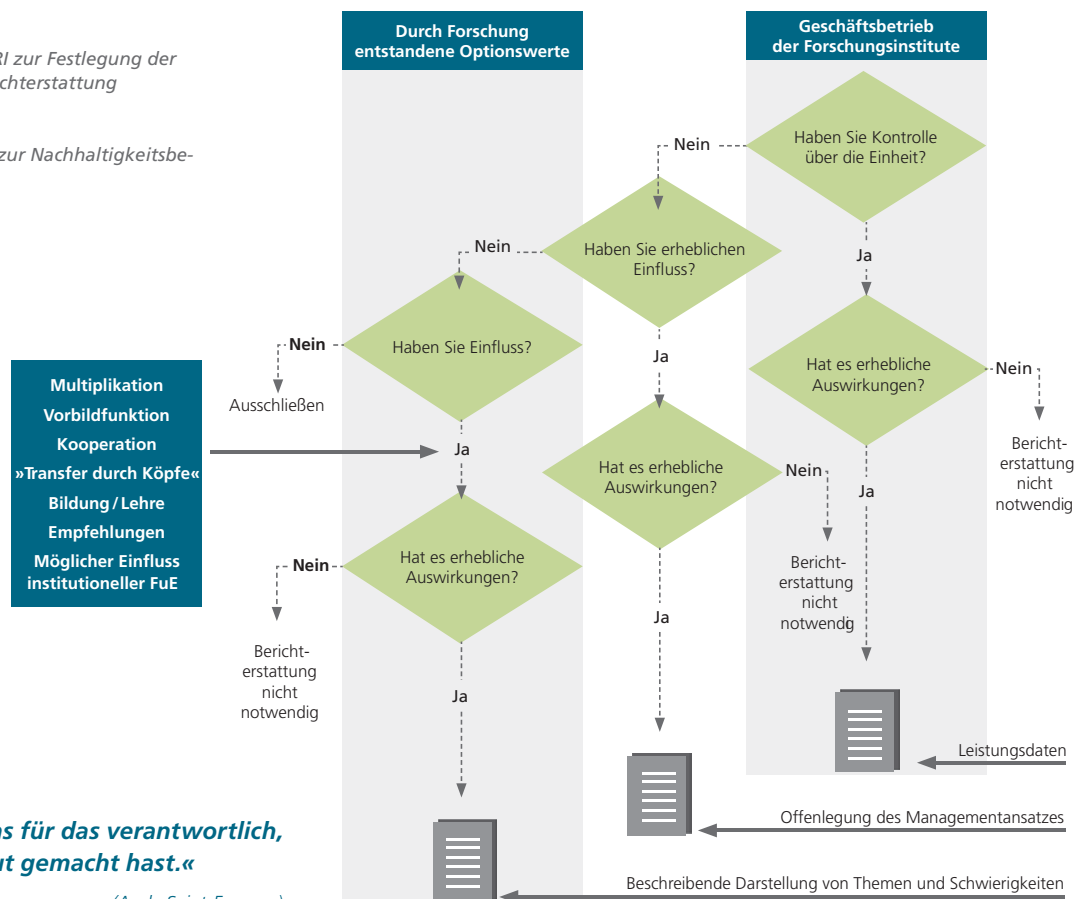 RI zur Festlegung der
chterstattung
zur Nachhaltigkeitsbe-
Durch Forschung
entstandene Optionswerte
Geschäftsbetrieb
der Forschungsinstitute
Haben Sie Kontrolle
über die Einheit?
Nein
Ja
Haben Sie erheblichen
Einfluss?
Nein
Ja
Haben Sie Einfluss?
Nein
Ausschließen
Ja
Hat es erhebliche
Auswirkungen?
Nein
Bericht-
erstattung
nicht
notwendig
Ja
Hat es erhebliche
Auswirkungen?
Nein
Bericht-
erstattung
nicht
notwendig
Ja
Multiplikation
Vorbildfunktion
Kooperation
»Transfer durch Köpfe«
Bildung / Lehre
Empfehlungen
Möglicher Einfluss
institutioneller FuE
Hat es erhebliche
Auswirkungen?
Nein
Bericht-
erstattung
nicht
notwendig
Ja
Leistungsdaten
Offenlegung des Managementansatzes
Beschreibende Darstellung von Themen und Schwierigkeiten
s für das verantwortlich,
ut gemacht hast.«